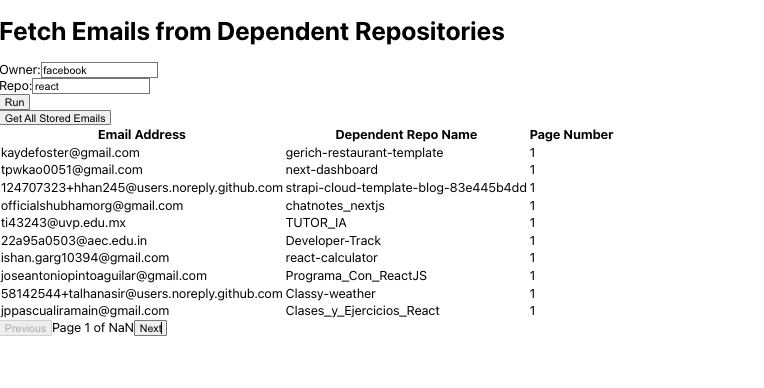 Fetch Emails from Dependent Repositories
Owner: facebook
Repo: react
Run
Get All Stored Emails
Email Address Dependent Repo Name Page Number
kaydefoster@gmail.com gerich-restaurant-template 1
tpwkao0051@gmail.com next-dashboard 1
124707323+hhan245@users.noreply.github.com strapi-cloud-template-blog-83e445b4dd 1
officialshubhamorg@gmail.com chatnotes_nextjs 1
ti43243@uvp.edu.mx TUTOR_IA 1
22a95a0503@aec.edu.in Developer-Track 1
ishan.garg10394@gmail.com react-calculator 1
joseantoniopintoaguilar@gmail.com Programa_Con_ReactJS 1
58142544+talhanasir@users.noreply.github.com Classy-weather 1
jppascualiramain@gmail.com Clases_y_Ejercicios_React 1
Previous Page 1 of NaN Next